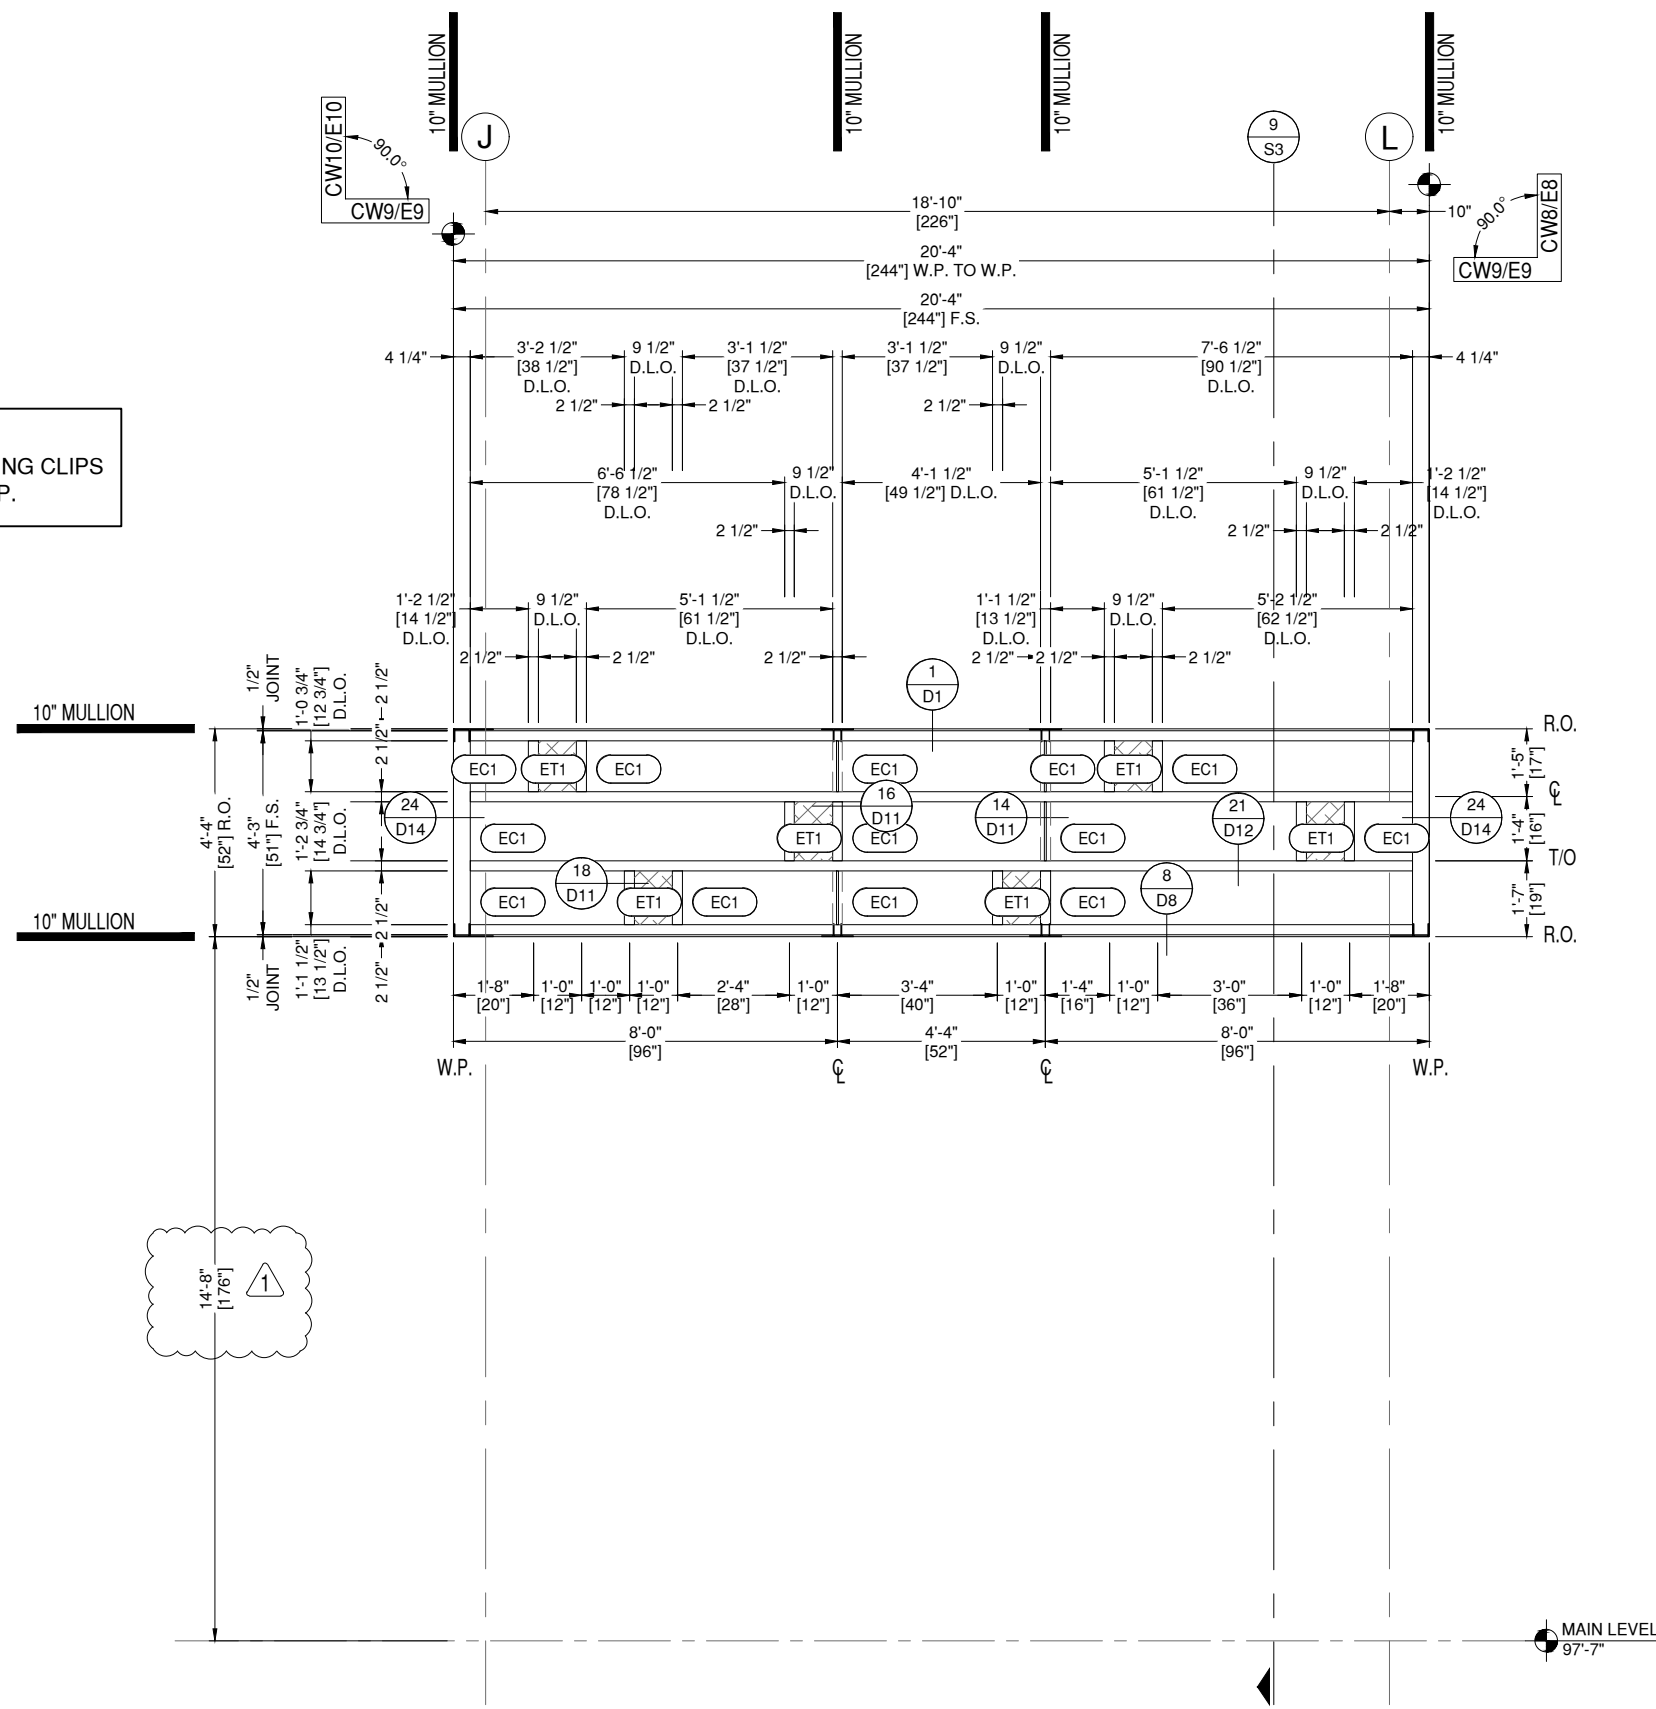 10" MULLION
10" MULLION
10" MULLION
10" MULLION
CW10/E10
90.0°
CW9/E9
J
9
S3
L
CW8/E8
90.0°
CW9/E9
18'-10"
[226"]
10"
20'-4"
[244"] W.P. TO W.P.
20'-4"
[244"] F.S.
4 1/4"
3'-2 1/2"
[38 1/2"]
D.L.O.
9 1/2"
D.L.O.
3'-1 1/2"
[37 1/2"]
D.L.O.
3'-1 1/2"
[37 1/2"]
9 1/2"
D.L.O.
7'-6 1/2"
[90 1/2"]
D.L.O.
4 1/4"
2 1/2"
2 1/2"
2 1/2"
NG CLIPS
P.
6'-6 1/2"
[78 1/2"]
D.L.O.
9 1/2"
D.L.O.
4'-1 1/2"
[49 1/2"] D.L.O.
5'-1 1/2"
[61 1/2"]
D.L.O.
9 1/2"
D.L.O.
1'-2 1/2"
[14 1/2"]
D.L.O.
2 1/2"
2 1/2"
2 1/2"
1'-2 1/2"
[14 1/2"]
D.L.O.
9 1/2"
D.L.O.
5'-1 1/2"
[61 1/2"]
D.L.O.
1'-1 1/2"
[13 1/2"]
D.L.O.
9 1/2"
D.L.O.
5'-2 1/2"
[62 1/2"]
D.L.O.
2 1/2"
2 1/2"
2 1/2"
2 1/2"
2 1/2"
2 1/2"
1/2"
JOINT
1'-0 3/4"
[12 3/4"]
D.L.O.
2 1/2"
2 1/2"
1
D1
10" MULLION
R.O.
EC1
ET1
EC1
EC1
EC1
ET1
EC1
1'-5"
[17"]
℄
4'-4"
[52"] R.O.
4'-3"
[51"] F.S.
1'-2 3/4"
[14 3/4"]
D.L.O.
24
D14
16
D11
14
D11
21
D12
24
D14
EC1
ET1
EC1
EC1
ET1
EC1
1'-4"
[16"]
T/O
18
D11
8
D8
EC1
ET1
EC1
EC1
ET1
EC1
1'-7"
[19"]
10" MULLION
R.O.
2 1/2"
1/2"
JOINT
1'-1 1/2"
[13 1/2"]
D.L.O.
2 1/2"
1'-8"
[20"]
1'-0"
[12"]
1'-0"
[12"]
1'-0"
[12"]
2'-4"
[28"]
1'-0"
[12"]
3'-4"
[40"]
1'-0"
[12"]
1'-4"
[16"]
1'-0"
[12"]
3'-0"
[36"]
1'-0"
[12"]
1'-8"
[20"]
8'-0"
[96"]
4'-4"
[52"]
8'-0"
[96"]
W.P.
℄
℄
W.P.
14'-8"
[176"]
1
MAIN LEVEL
97'-7"